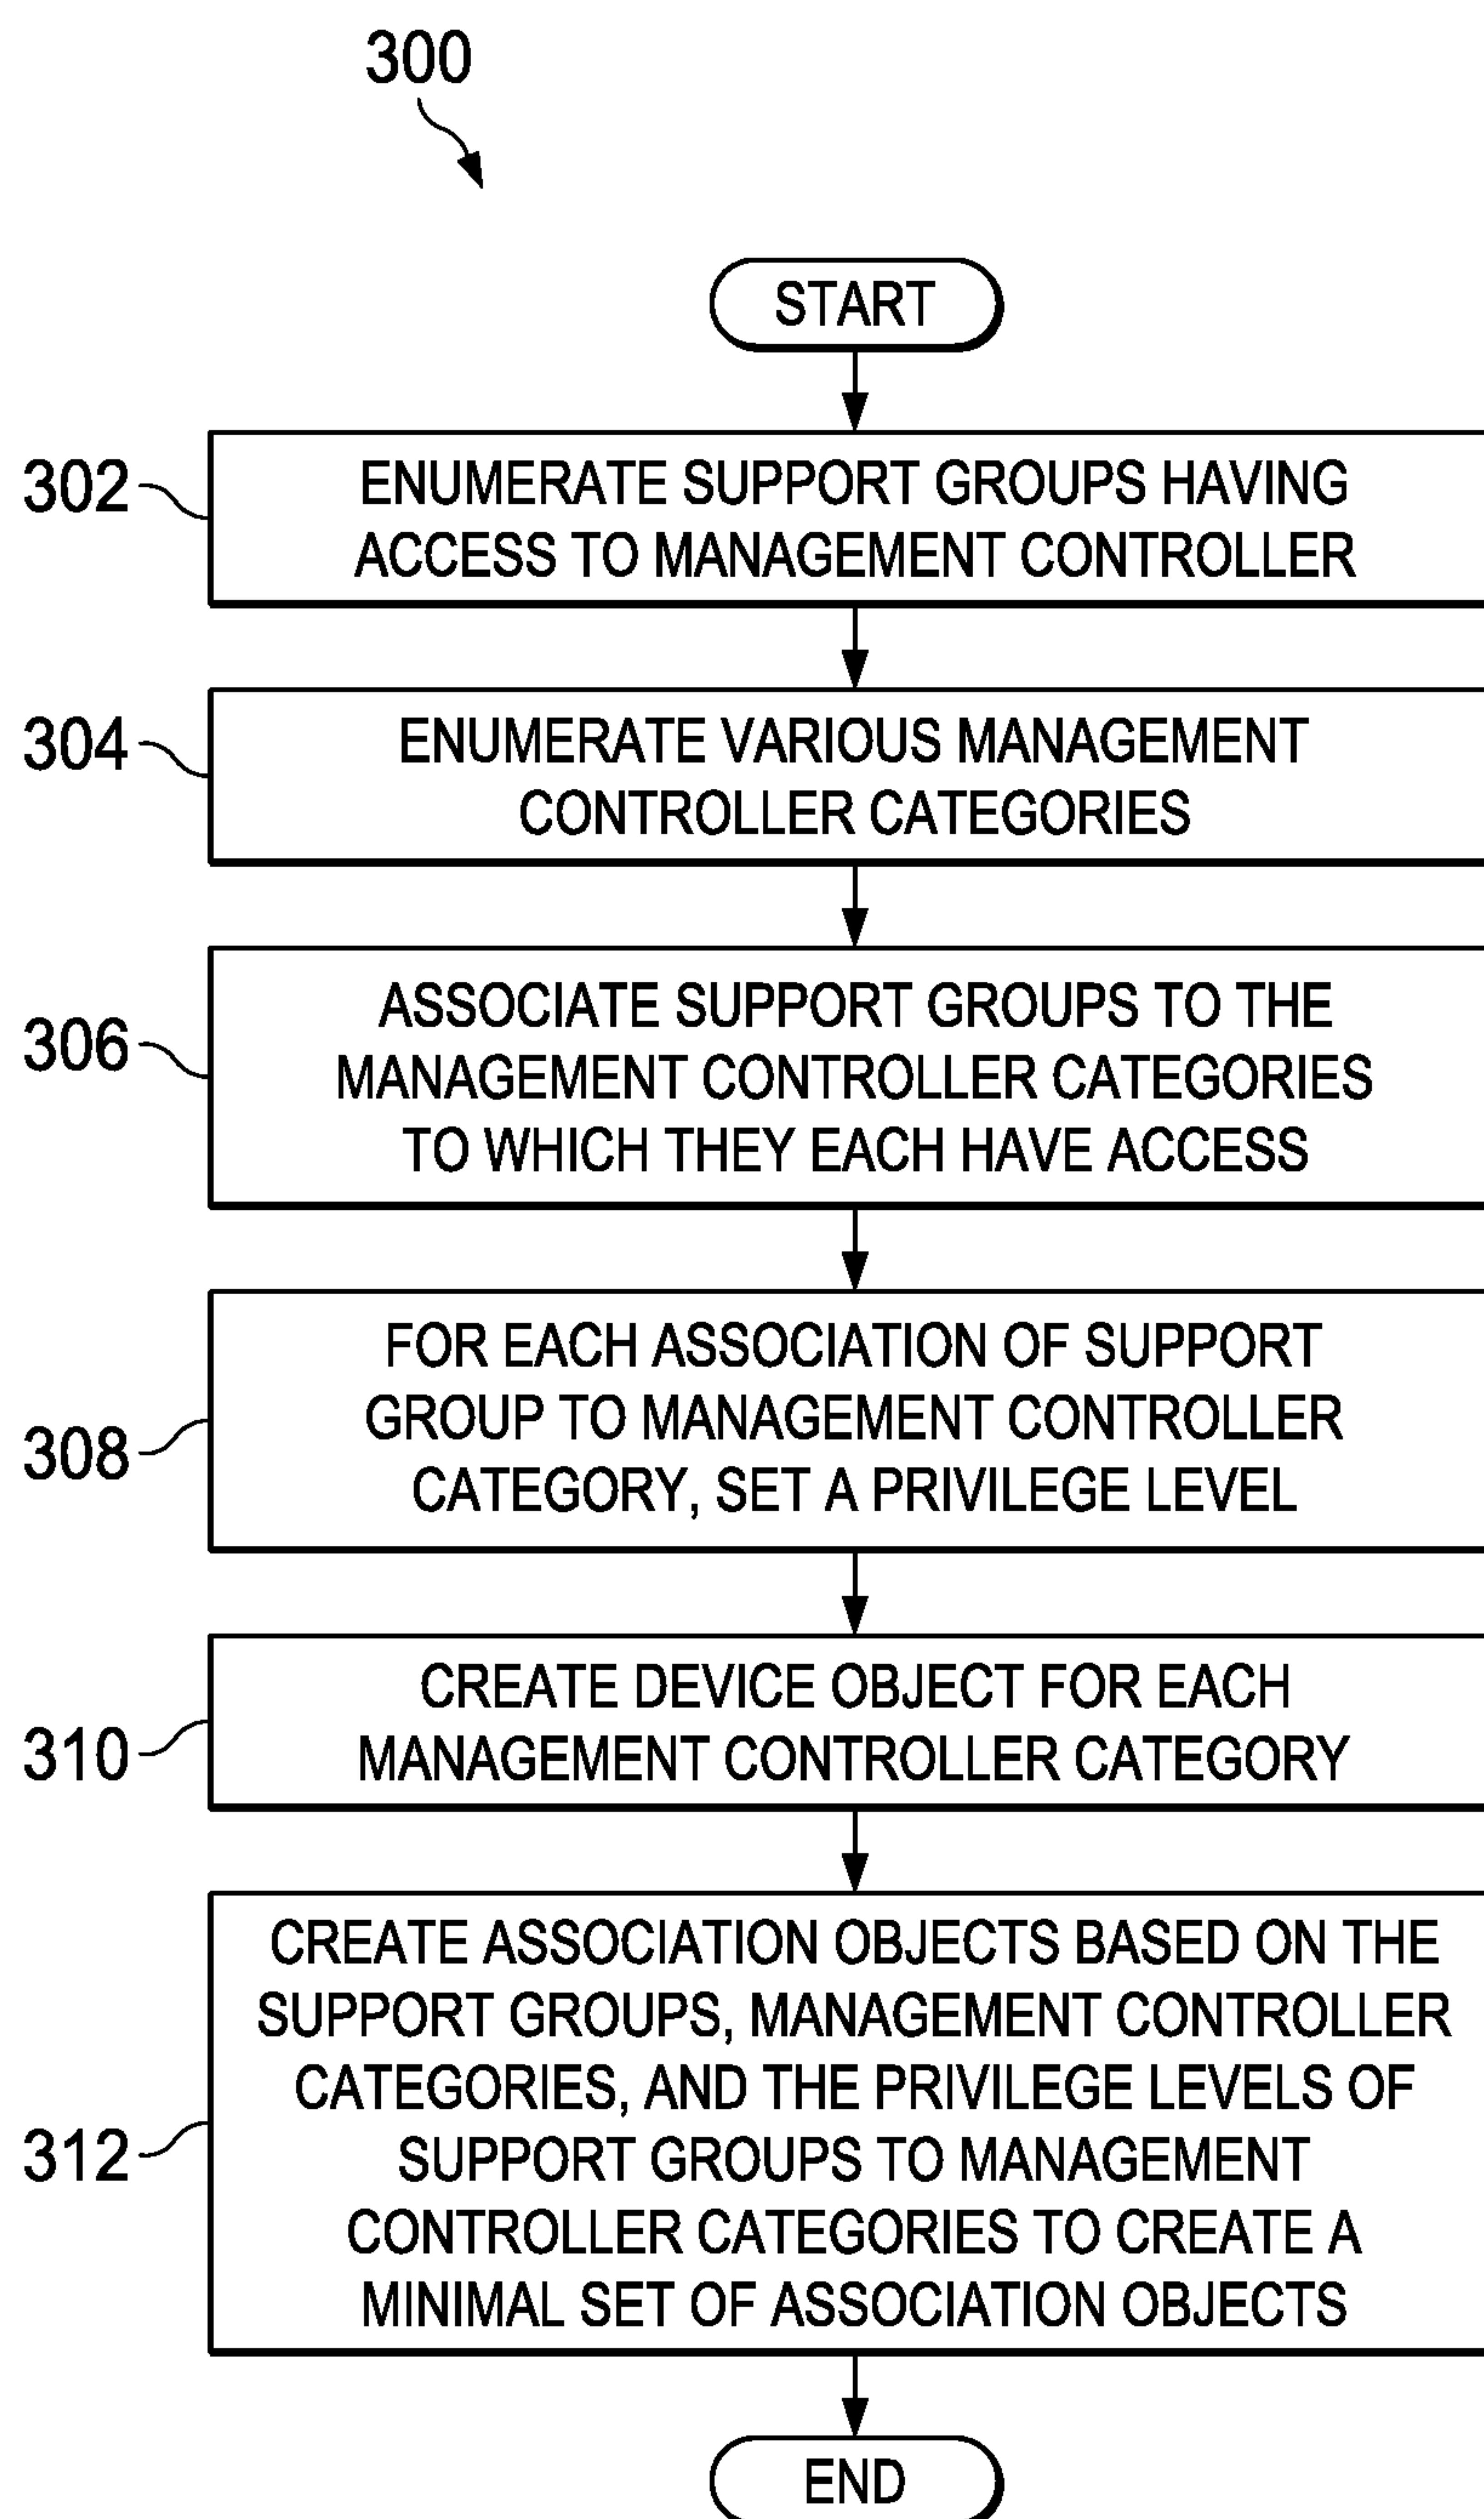 300
START
302
ENUMERATE SUPPORT GROUPS HAVING
ACCESS TO MANAGEMENT CONTROLLER
304
ENUMERATE VARIOUS MANAGEMENT
CONTROLLER CATEGORIES
306
ASSOCIATE SUPPORT GROUPS TO THE
MANAGEMENT CONTROLLER CATEGORIES
TO WHICH THEY EACH HAVE ACCESS
308
FOR EACH ASSOCIATION OF SUPPORT
GROUP TO MANAGEMENT CONTROLLER
CATEGORY, SET A PRIVILEGE LEVEL
310
CREATE DEVICE OBJECT FOR EACH
MANAGEMENT CONTROLLER CATEGORY
312
CREATE ASSOCIATION OBJECTS BASED ON THE
SUPPORT GROUPS, MANAGEMENT CONTROLLER
CATEGORIES, AND THE PRIVILEGE LEVELS OF
SUPPORT GROUPS TO MANAGEMENT
CONTROLLER CATEGORIES TO CREATE A
MINIMAL SET OF ASSOCIATION OBJECTS
END